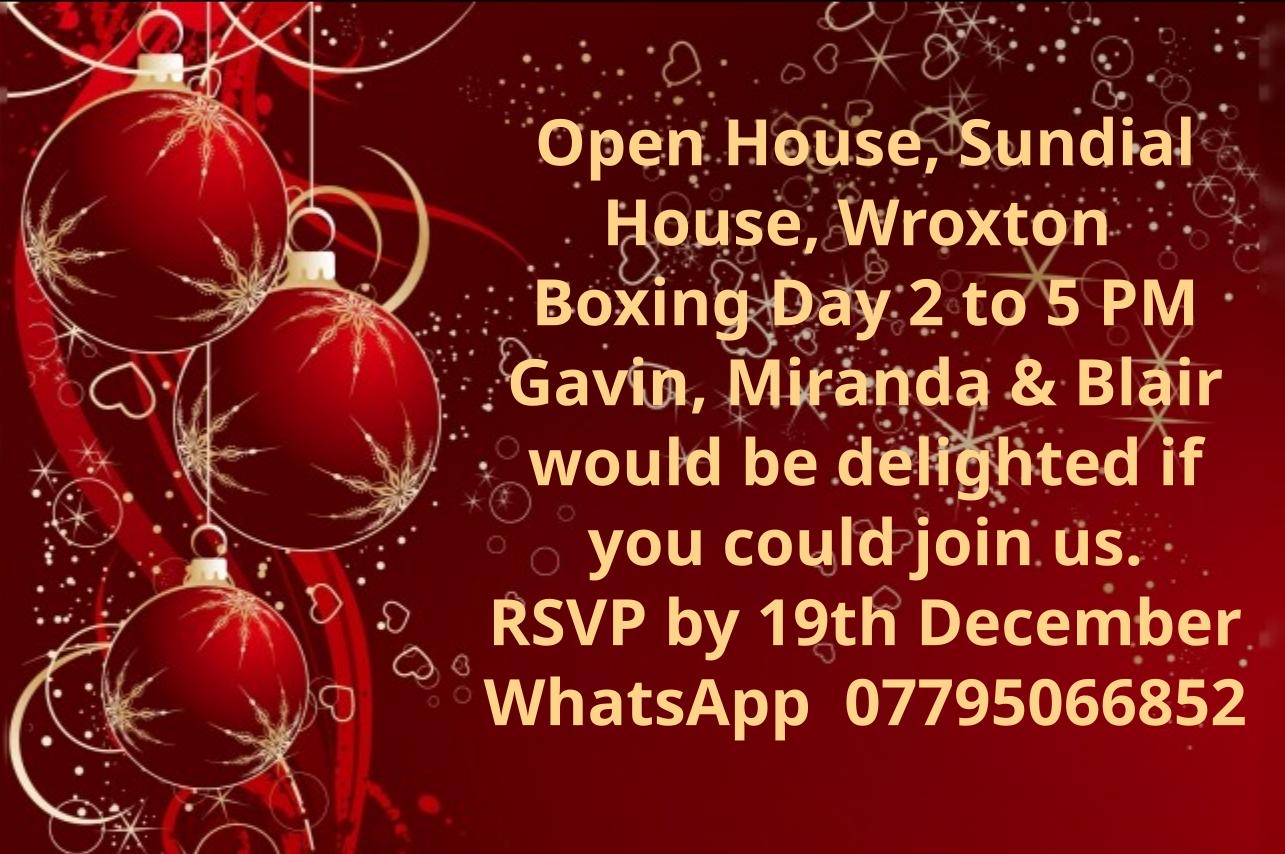 Open House, Sundial
House, Wroxton
Boxing Day 2 to 5 PM
Gavin, Miranda & Blair
would be delighted if
you could join us.
RSVP by 19th December
WhatsApp  07795066852